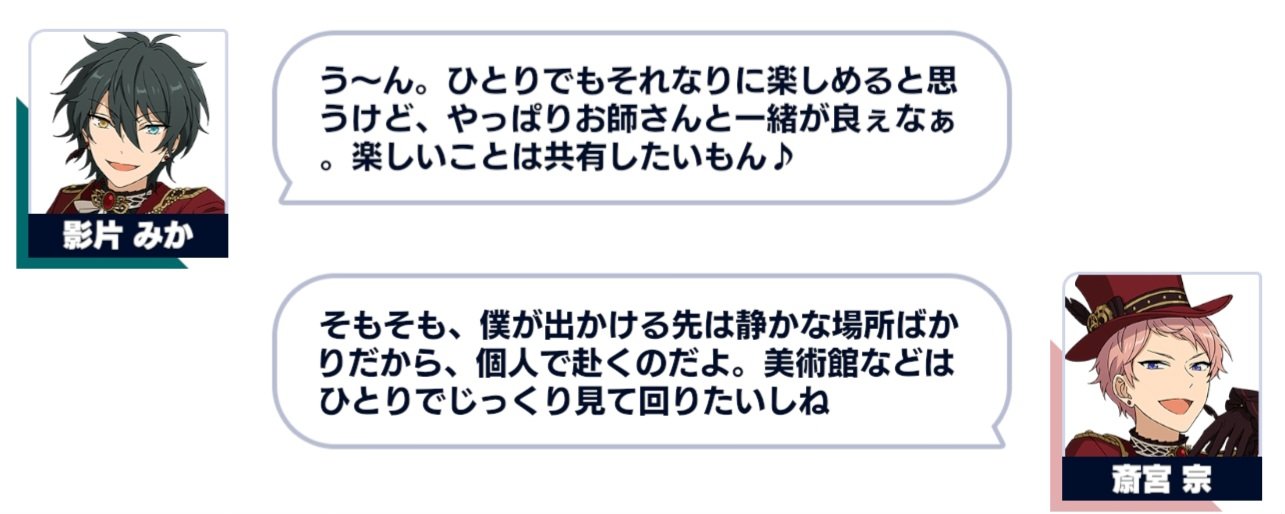 う～ん。ひとりでもそれなりに楽しめると思
うけど、やっぱりお師さんと一緒が良ぇなぁ
。楽しいことは共有したいもん♪
影片 みか
そもそも、僕が出かける先は静かな場所ばか
りだから、個人で赴くのだよ。美術館などは
ひとりでじっくり見て回りたいしね
斎宮 宗